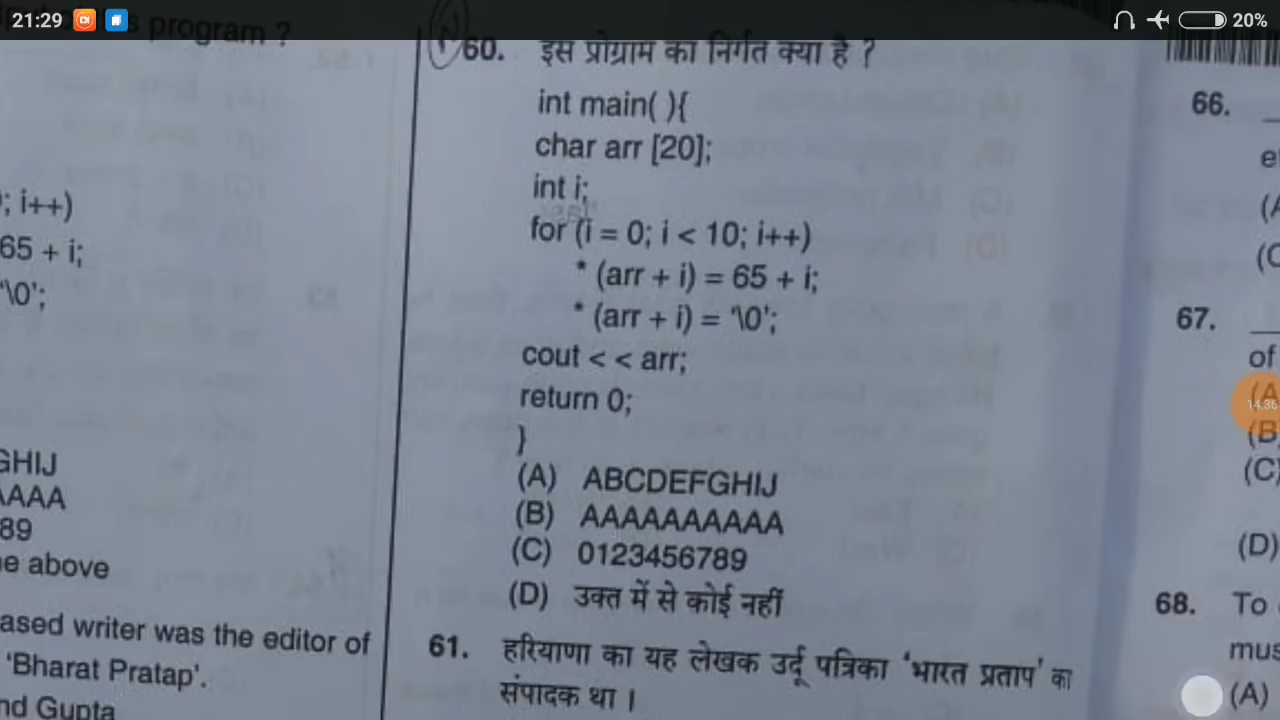 21:29
20%
program ?
; i++)
65 + i;
'\0';
GHIJ
AAAA
89
e above
ased writer was the editor of
'Bharat Pratap'.
nd Gupta
60. इस प्रोग्राम का निर्गत क्या है ?
int main( ){
char arr [20];
int i;
for (i = 0; i < 10; i++)
* (arr + i) = 65 + i;
* (arr + i) = '\0';
cout < < arr;
return 0;
}
(A) ABCDEFGHIJ
(B) AAAAAAAAAA
(C) 0123456789
(D) उक्त में से कोई नहीं
61. हरियाणा का यह लेखक उर्दू पत्रिका 'भारत प्रताप' का
संपादक था ।
66.
67.
of
14.36
(B)
(C)
(D)
68. To
mus
(A)